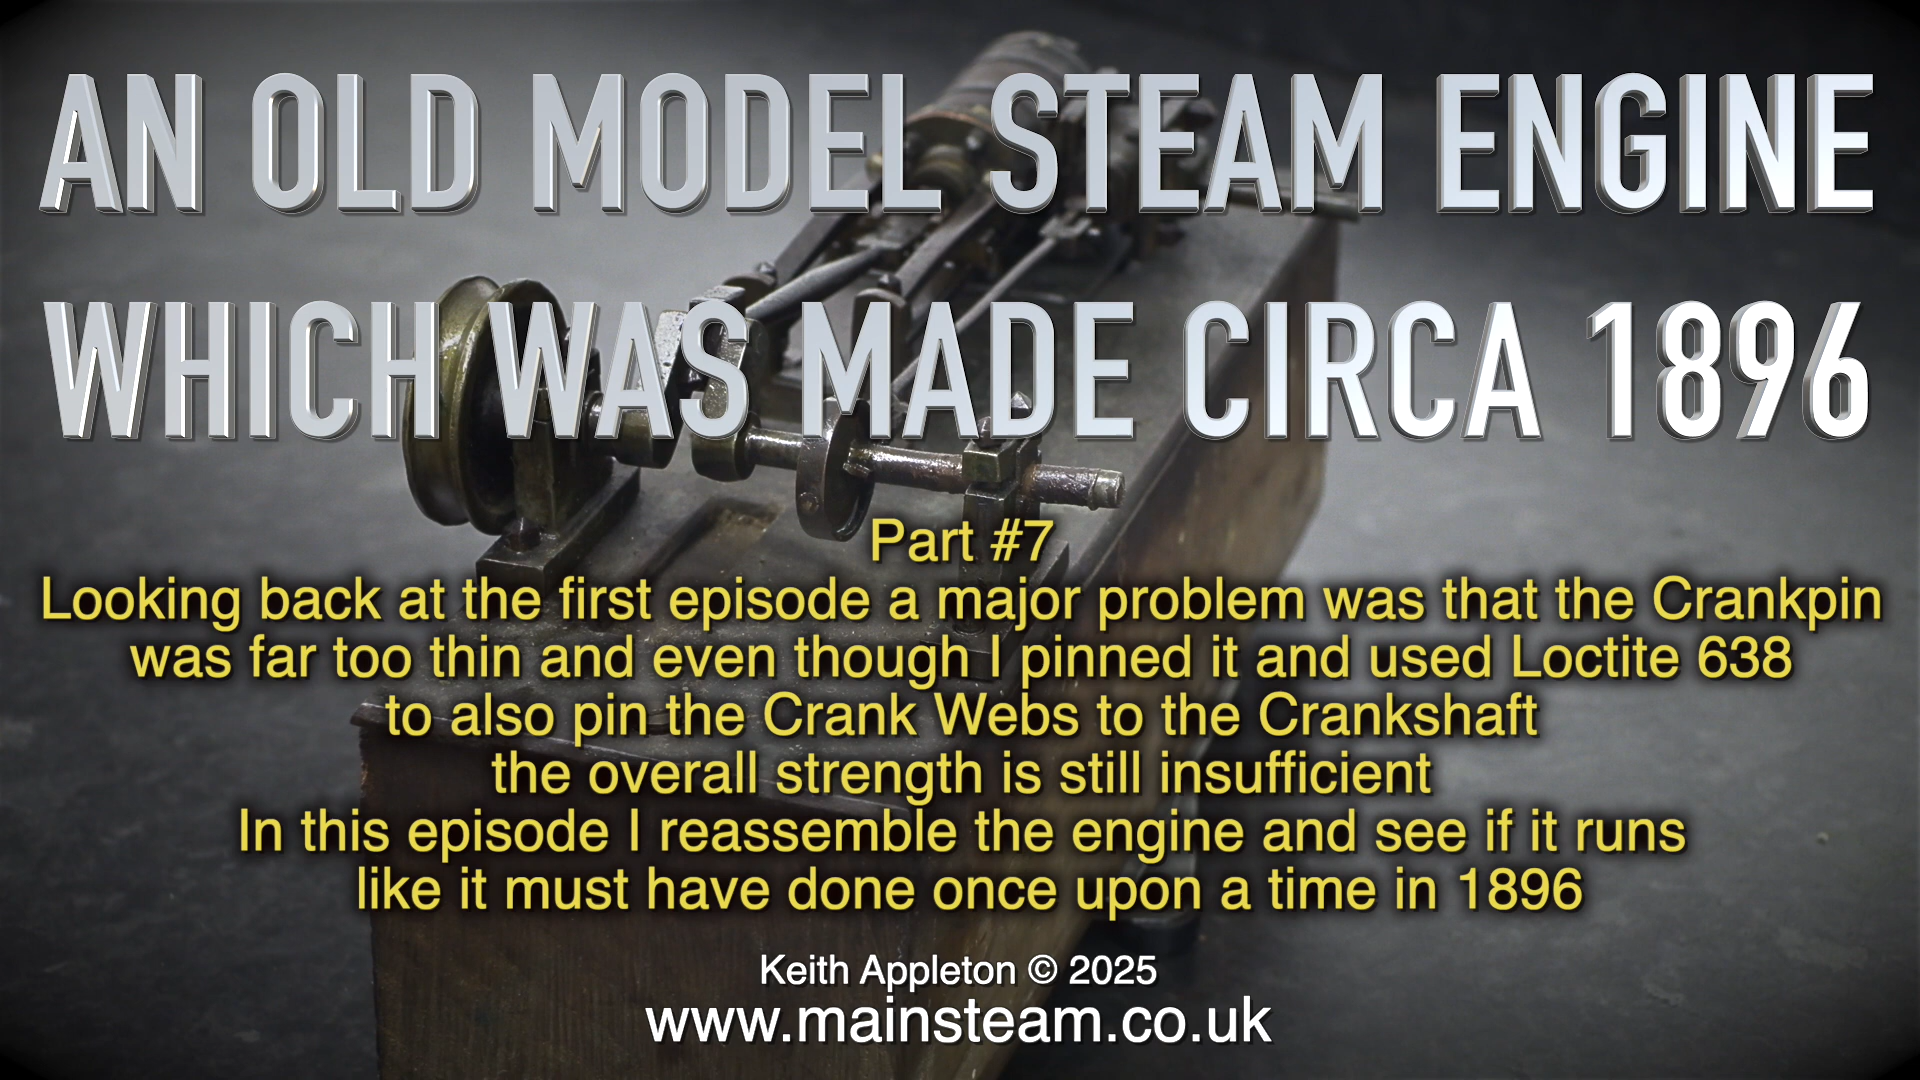 AN OLD MODEL STEAM ENGINE
WHICH WAS MADE CIRCA 1896
Part #7
Looking back at the first episode a major problem was that the Crankpin
was far too thin and even though I pinned it and used Loctite 638
to also pin the Crank Webs to the Crankshaft
the overall strength is still insufficient
In this episode I reassemble the engine and see if it runs
like it must have done once upon a time in 1896
Keith Appleton © 2025
www.mainsteam.co.uk